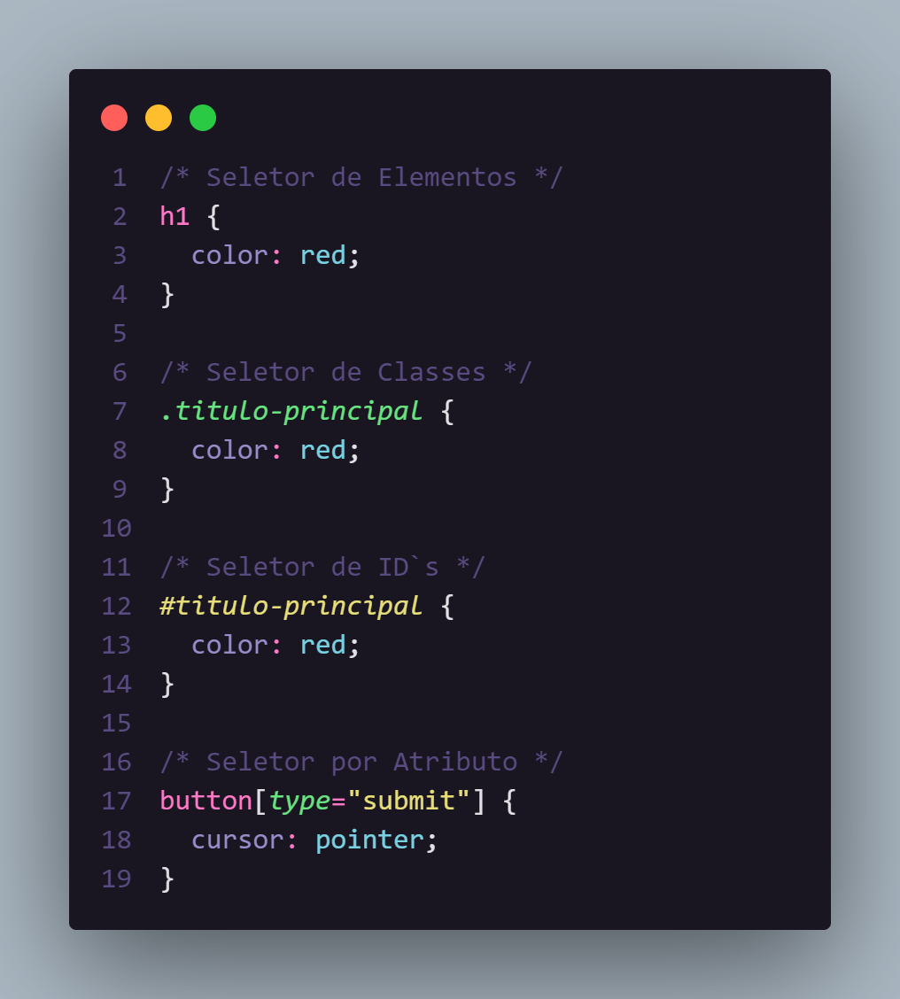 1 /* Seletor de Elementos */
2 h1 {
3   color: red;
4 }
5
6 /* Seletor de Classes */
7 .titulo-principal {
8   color: red;
9 }
10
11 /* Seletor de ID`s */
12 #titulo-principal {
13   color: red;
14 }
15
16 /* Seletor por Atributo */
17 button[type="submit"] {
18   cursor: pointer;
19 }